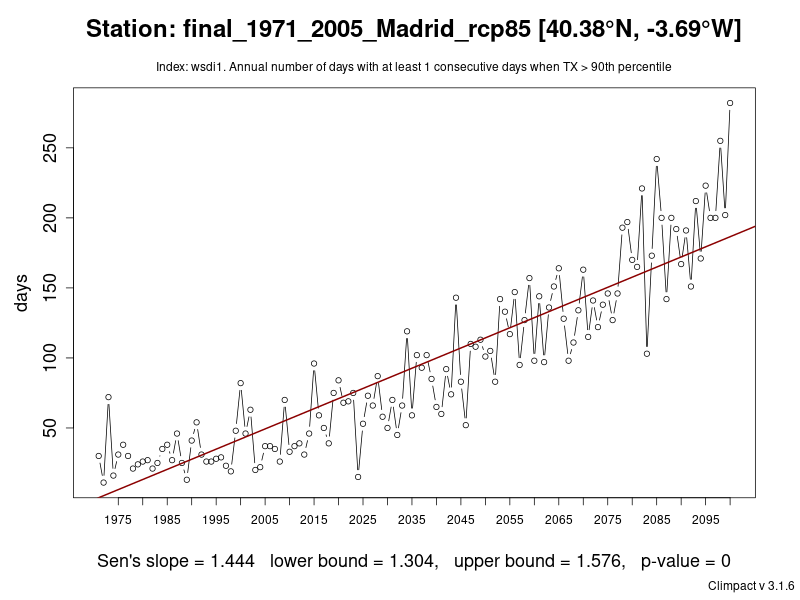 Station: final_1971_2005_Madrid_rcp85 [40.38°N, -3.69°W]
Index: wsdi1. Annual number of days with at least 1 consecutive days when TX > 90th percentile
250
200
150
100
50
days
1975 1985 1995 2005 2015 2025 2035 2045 2055 2065 2075 2085 2095
Sen's slope = 1.444 lower bound = 1.304, upper bound = 1.576, p-value = 0
Climpact v 3.1.6